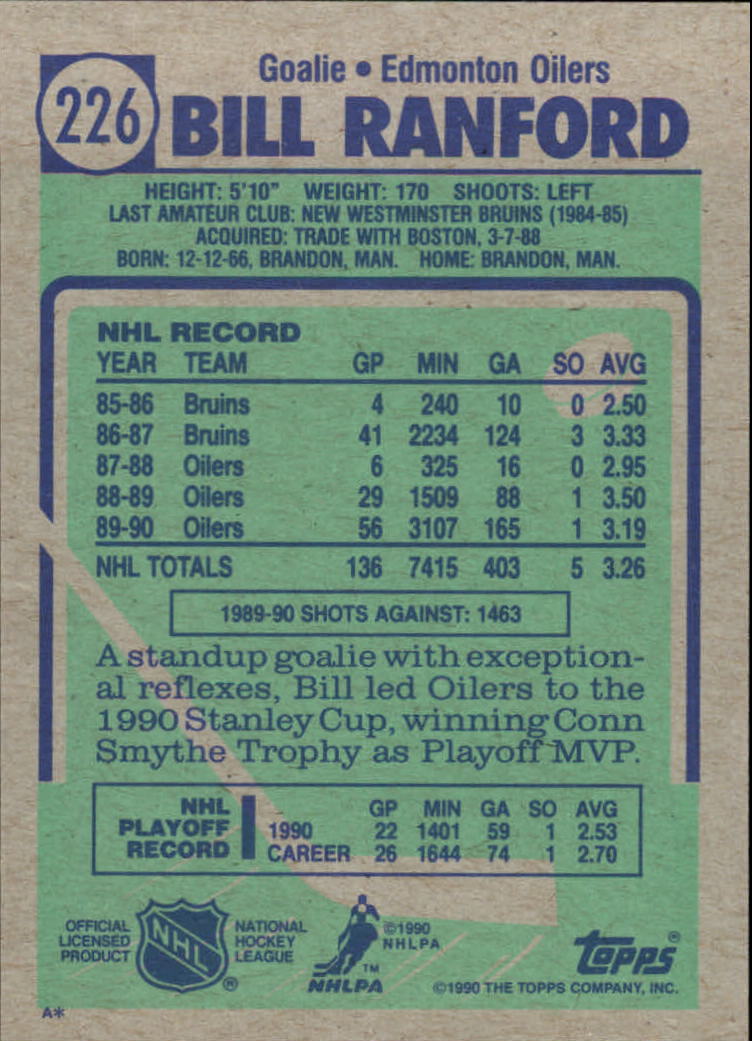 226
Goalie • Edmonton Oilers
BILL RANFORD
HEIGHT: 5'10" WEIGHT: 170 SHOOTS: LEFT
LAST AMATEUR CLUB: NEW WESTMINSTER BRUINS (1984-85)
ACQUIRED: TRADE WITH BOSTON, 3-7-88
BORN: 12-12-66, BRANDON, MAN. HOME: BRANDON, MAN.
NHL RECORD
YEAR TEAM GP MIN GA SO AVG
85-86 Bruins 4 240 10 0 2.50
86-87 Bruins 41 2234 124 3 3.33
87-88 Oilers 6 325 16 0 2.95
88-89 Oilers 29 1509 88 1 3.50
89-90 Oilers 56 3107 165 1 3.19
NHL TOTALS 136 7415 403 5 3.26
1989-90 SHOTS AGAINST: 1463
A standup goalie with exception-
al reflexes, Bill led Oilers to the
1990 Stanley Cup, winning Conn
Smythe Trophy as Playoff MVP.
NHL PLAYOFF RECORD
GP MIN GA SO AVG
1990 22 1401 59 1 2.53
CAREER 26 1644 74 1 2.70
OFFICIAL
LICENSED
PRODUCT
NHL
®
NATIONAL
HOCKEY
LEAGUE
TM
NHLPA
©1990
NHLPA
topps®
©1990 THE TOPPS COMPANY, INC.
A*